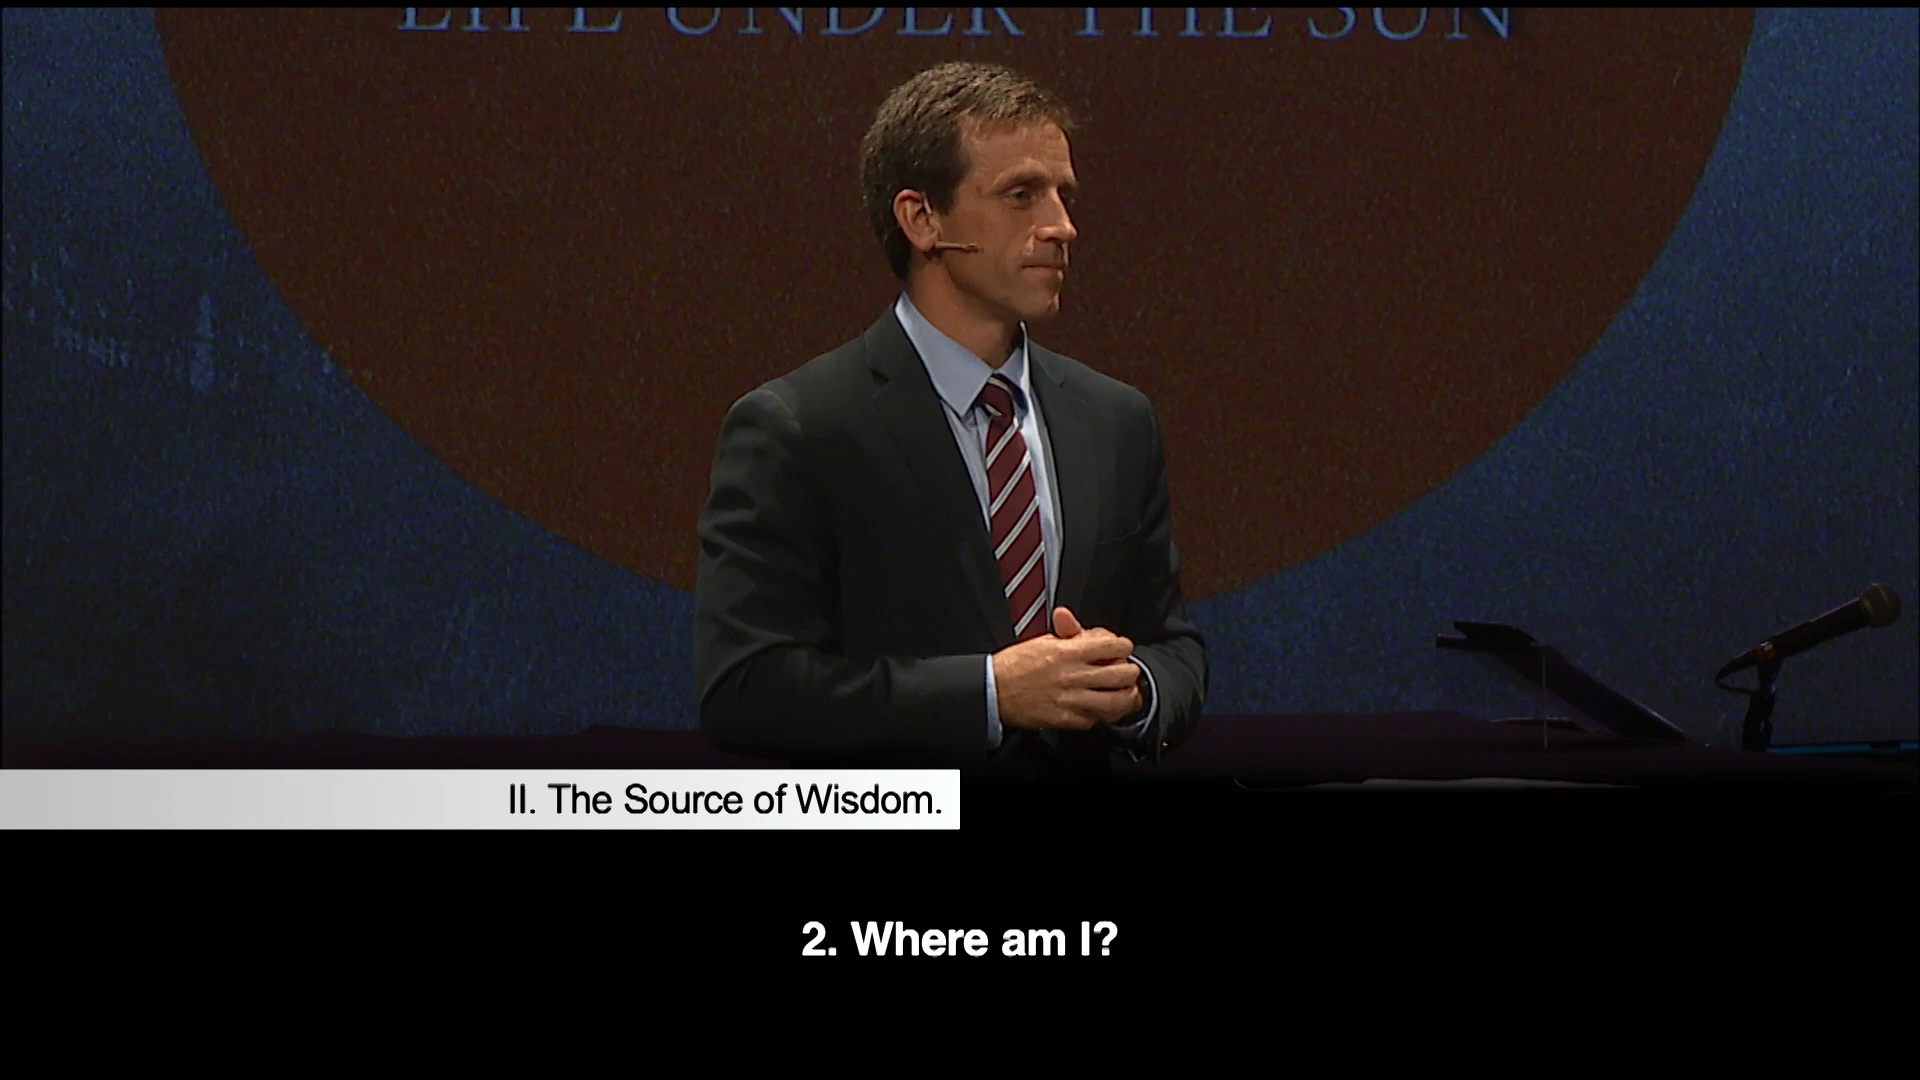 LIFE UNDER THE SUN
II. The Source of Wisdom.
2. Where am I?